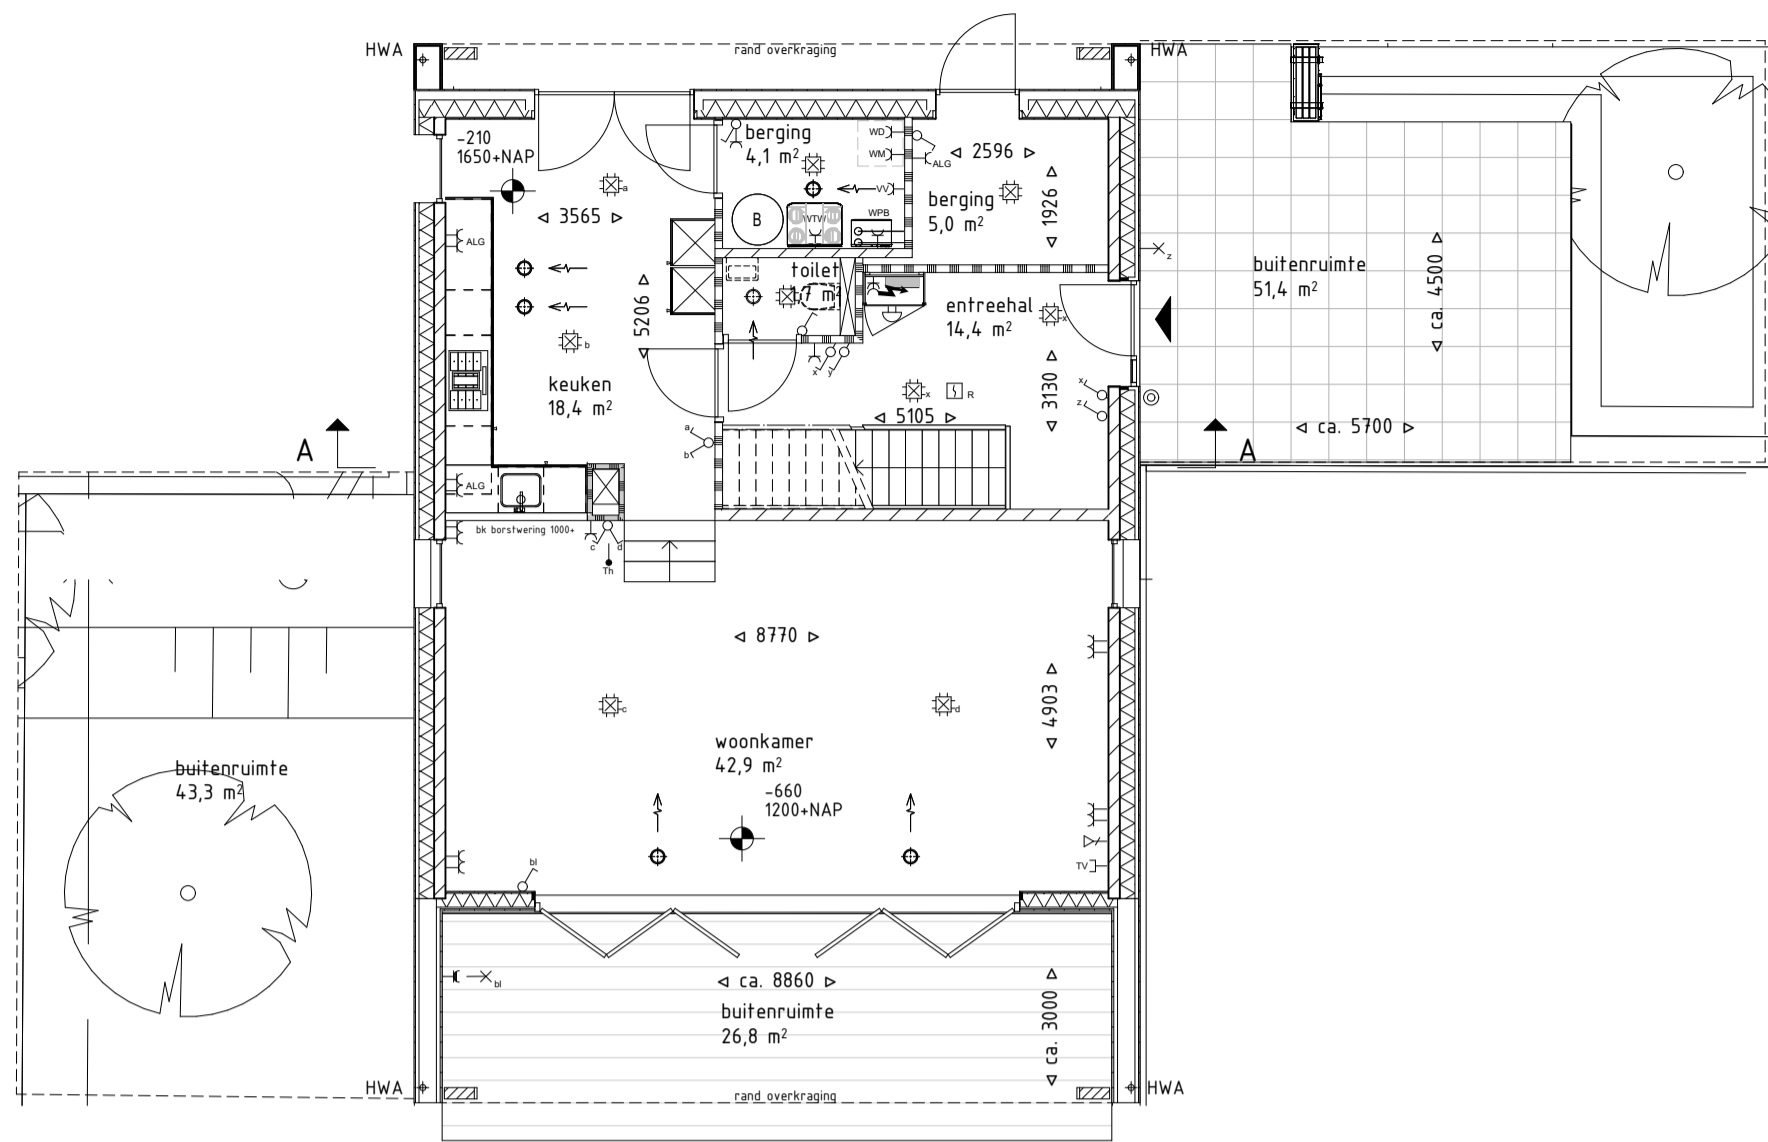 HWA
rand overkraging
HWA
-210
1650+NAP
berging
4,1 m²
WD
WM
ALG
◁ 2596 ▷
a
◁ 3565 ▷
VV
B
WTW
WPB
berging
5,0 m²
◁ 1926 ▷
ALG
z
buitenruimte
51,4 m²
◁ ca. 4500 ▷
toilet
,7 m²
entreehal
14,4 m²
x
◁ 5206 ▷
b
keuken
18,4 m²
x y
x
R
◁ 3130 ▷
x
z
◁ 5105 ▷
◁ ca. 5700 ▷
A
a
b
A
ALG
bk borstwering 1000+
c d
Th
◁ 8770 ▷
c
d
◁ 4903 ▷
woonkamer
42,9 m²
-660
1200+NAP
buitenruimte
43,3 m²
bl
TV
bl
◁ ca. 8860 ▷
buitenruimte
26,8 m²
◁ ca. 3000 ▷
HWA
rand overkraging
HWA